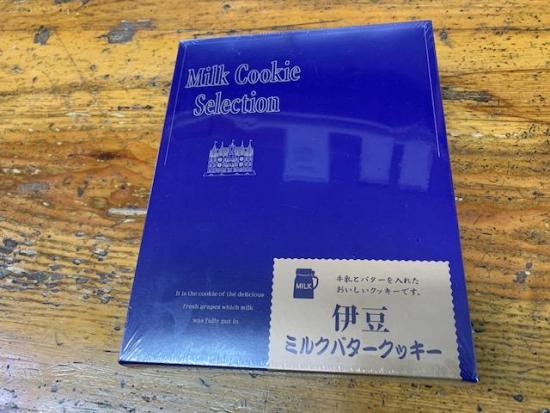 Milk Cookie
Selection
It is the cookie of the delicious
fresh grapes which milk
was fully put in
MILK
牛乳とバターを入れた
おいしいクッキーです。
伊豆
ミルクバタークッキー